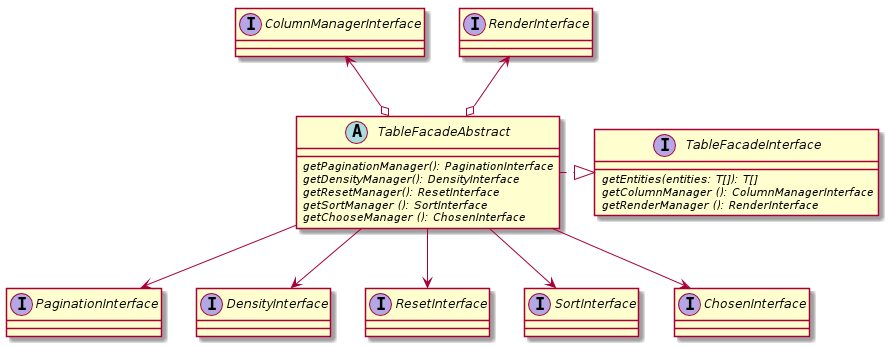 I ColumnManagerInterface
I RenderInterface
A TableFacadeAbstract
getPaginationManager(): PaginationInterface
getDensityManager(): DensityInterface
getResetManager(): ResetInterface
getSortManager (): SortInterface
getChooseManager (): ChosenInterface
I TableFacadeInterface
getEntities(entities: T[]): T[]
getColumnManager (): ColumnManagerInterface
getRenderManager (): RenderInterface
I PaginationInterface
I DensityInterface
I ResetInterface
I SortInterface
I ChosenInterface